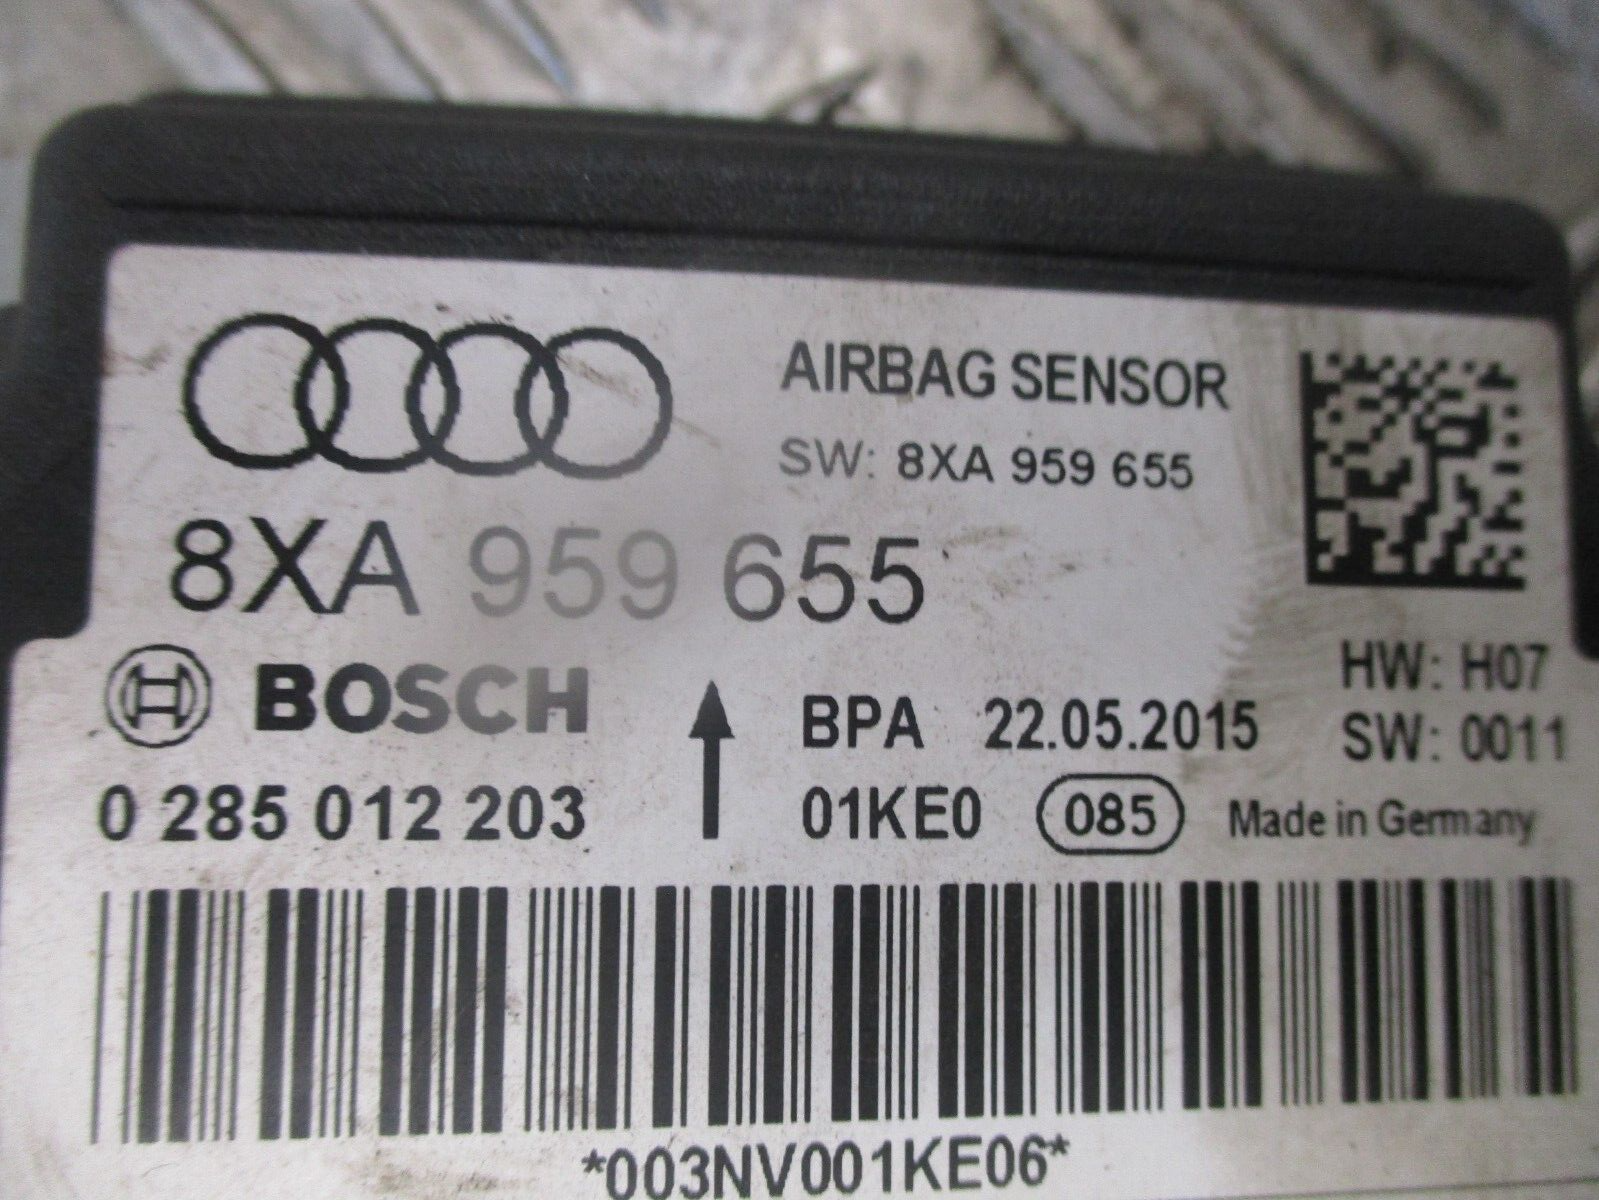 AIRBAG SENSOR
SW: 8XA 959 655
8XA 959 655
BOSCH
0 285 012 203
BPA 22.05.2015
01KE0 085 Made in Germany
HW: H07
SW: 0011
*003NV001KE06*